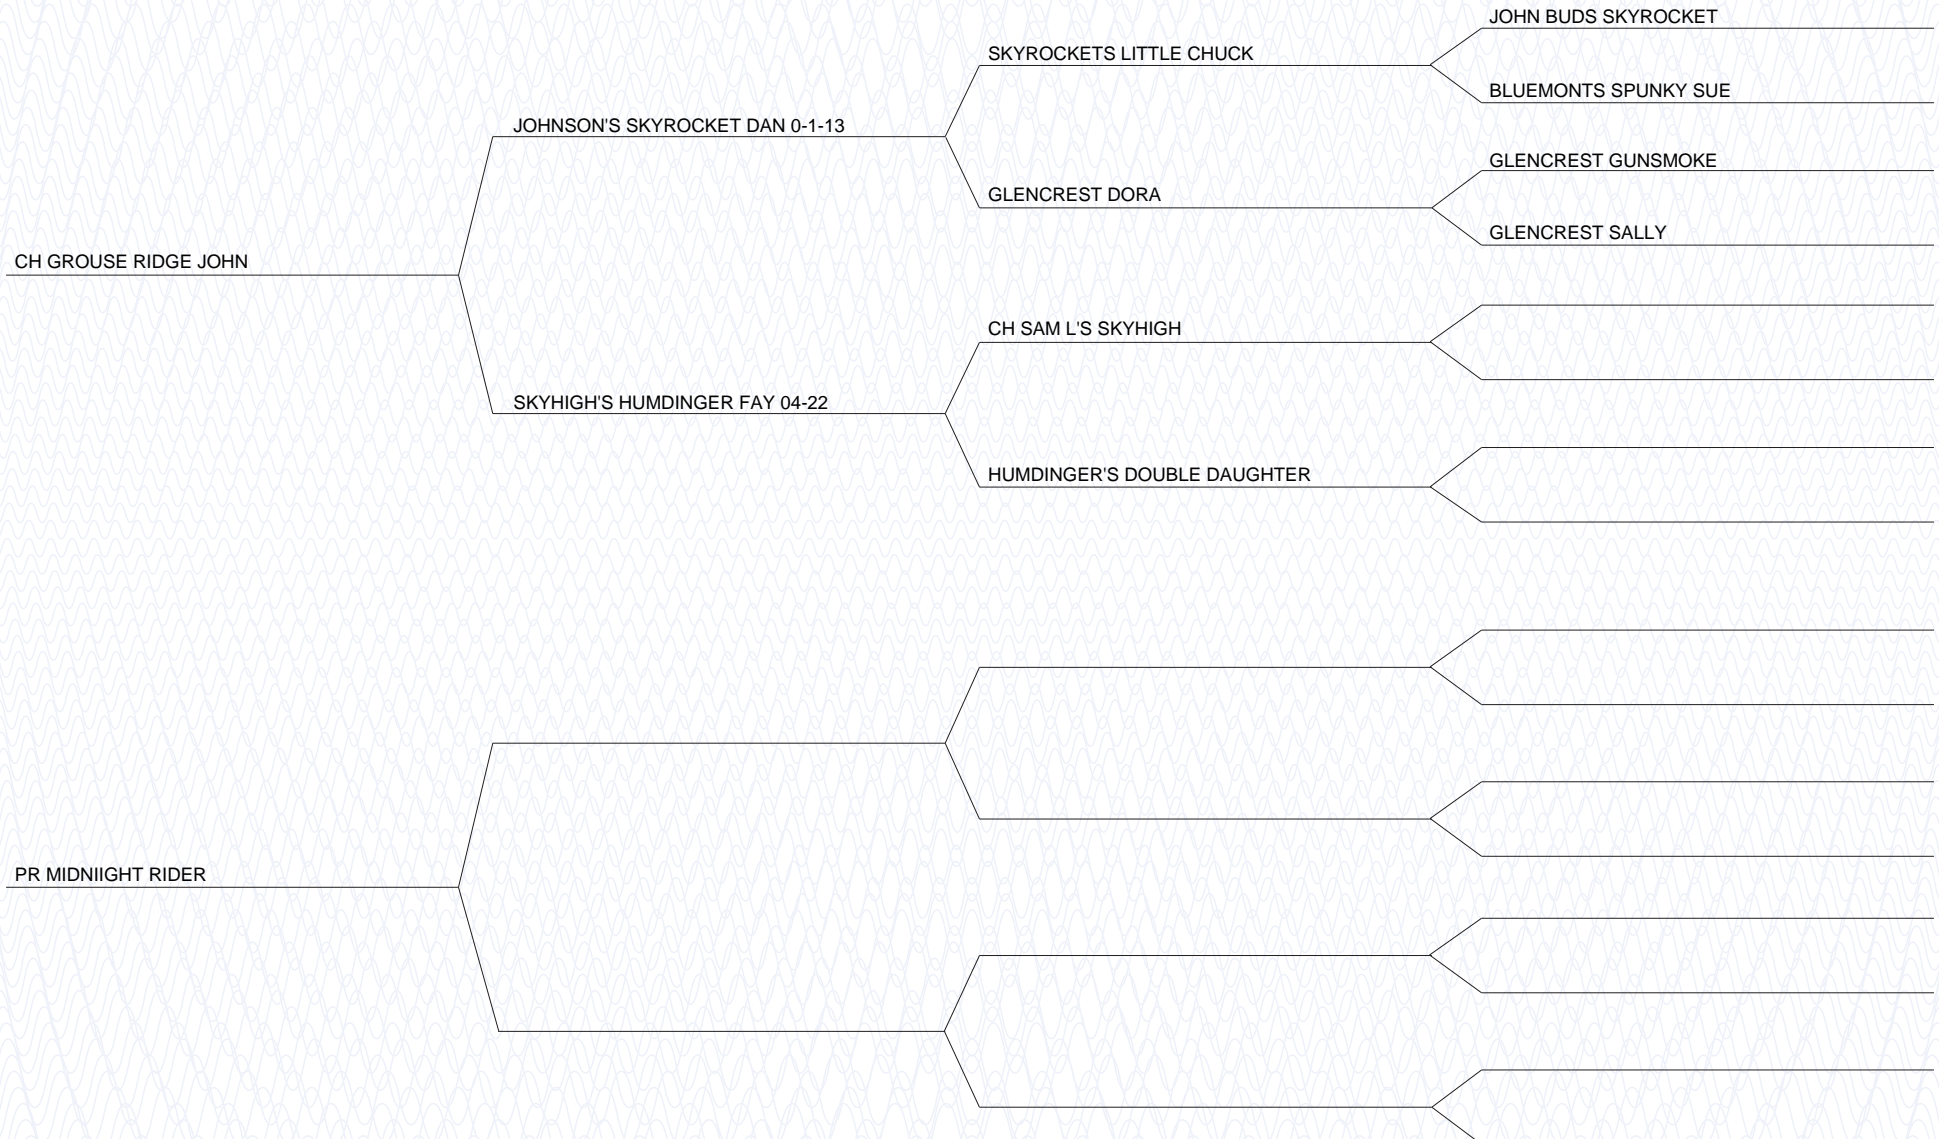 JOHN BUDS SKYROCKET
SKYROCKETS LITTLE CHUCK
BLUEMONTS SPUNKY SUE
JOHNSON'S SKYROCKET DAN 0-1-13
GLENCREST GUNSMOKE
GLENCREST DORA
GLENCREST SALLY
CH GROUSE RIDGE JOHN
CH SAM L'S SKYHIGH
SKYHIGH'S HUMDINGER FAY 04-22
HUMDINGER'S DOUBLE DAUGHTER
PR MIDNIIGHT RIDER